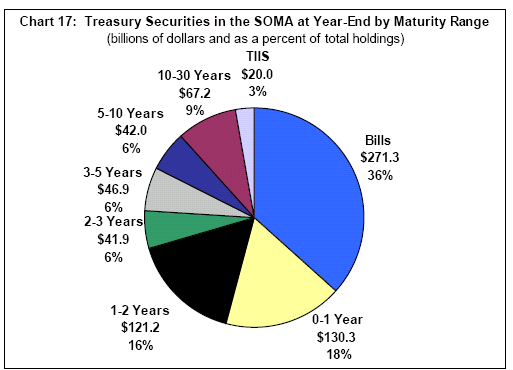 Chart 17:  Treasury Securities in the SOMA at Year-End by Maturity Range
(billions of dollars and as a percent of total holdings)
TIIS
$20.0
3%
10-30 Years
$67.2
9%
5-10 Years
$42.0
6%
3-5 Years
$46.9
6%
2-3 Years
$41.9
6%
1-2 Years
$121.2
16%
0-1 Year
$130.3
18%
Bills
$271.3
36%